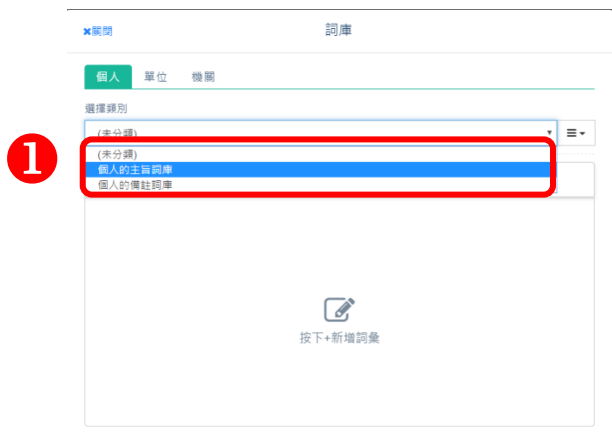 ✖關閉 詞庫
個人 單位 機關
選擇類別
(未分類)
1
(未分類)
個人的主旨詞庫
個人的備註詞庫
按下+新增詞彙